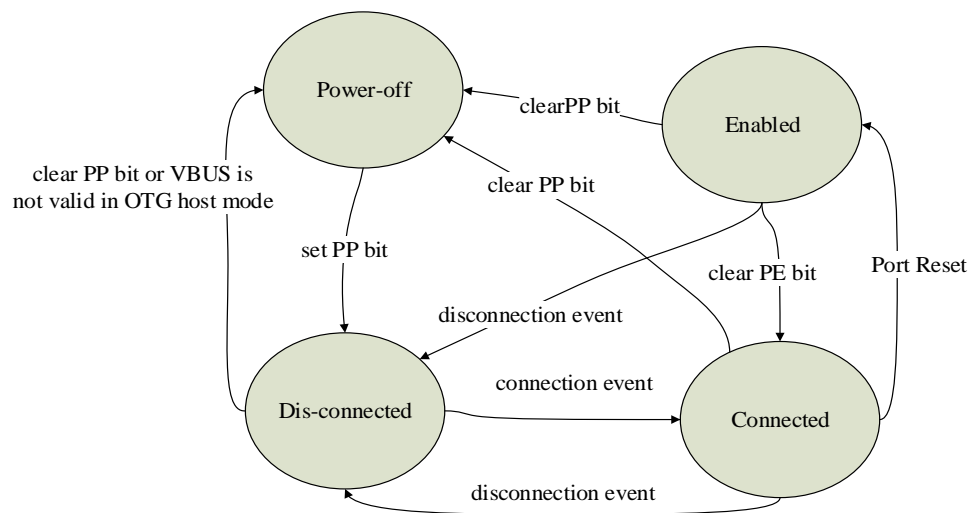 Power-off
clearPP bit
Enabled
clear PP bit or VBUS is
not valid in OTG host mode
clear PP bit
set PP bit
clear PE bit
Port Reset
disconnection event
connection event
Dis-connected
Connected
disconnection event